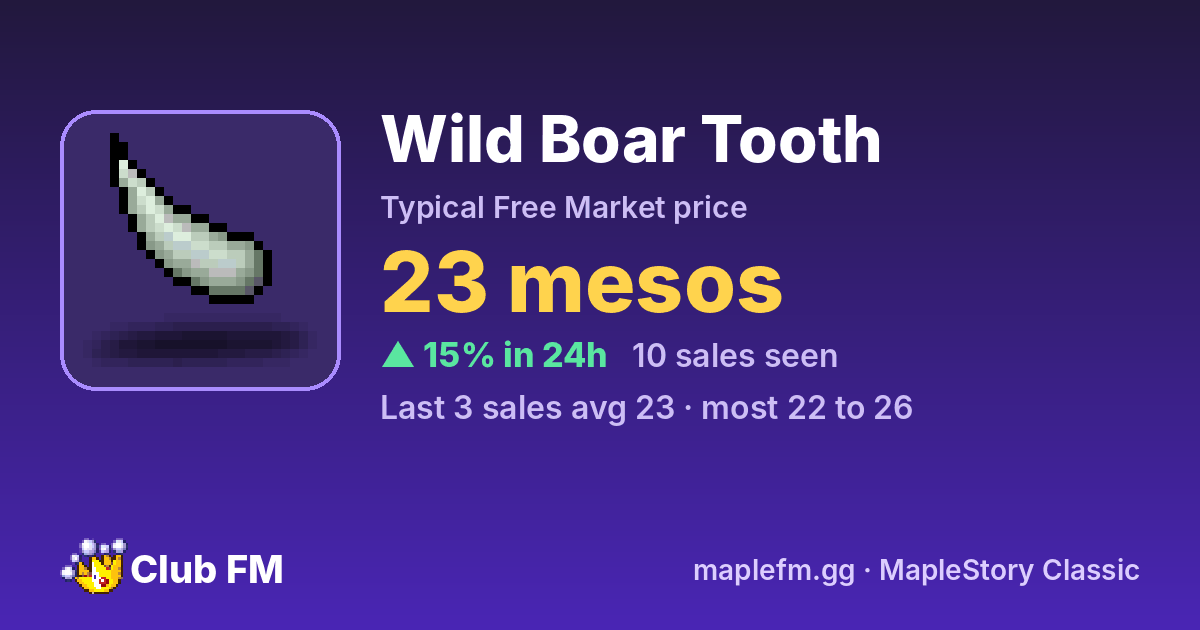 Wild Boar Tooth
Typical Free Market price
23 mesos
▲ 15% in 24h 10 sales seen
Last 3 sales avg 23 · most 22 to 26
Club FM
maplefm.gg · MapleStory Classic